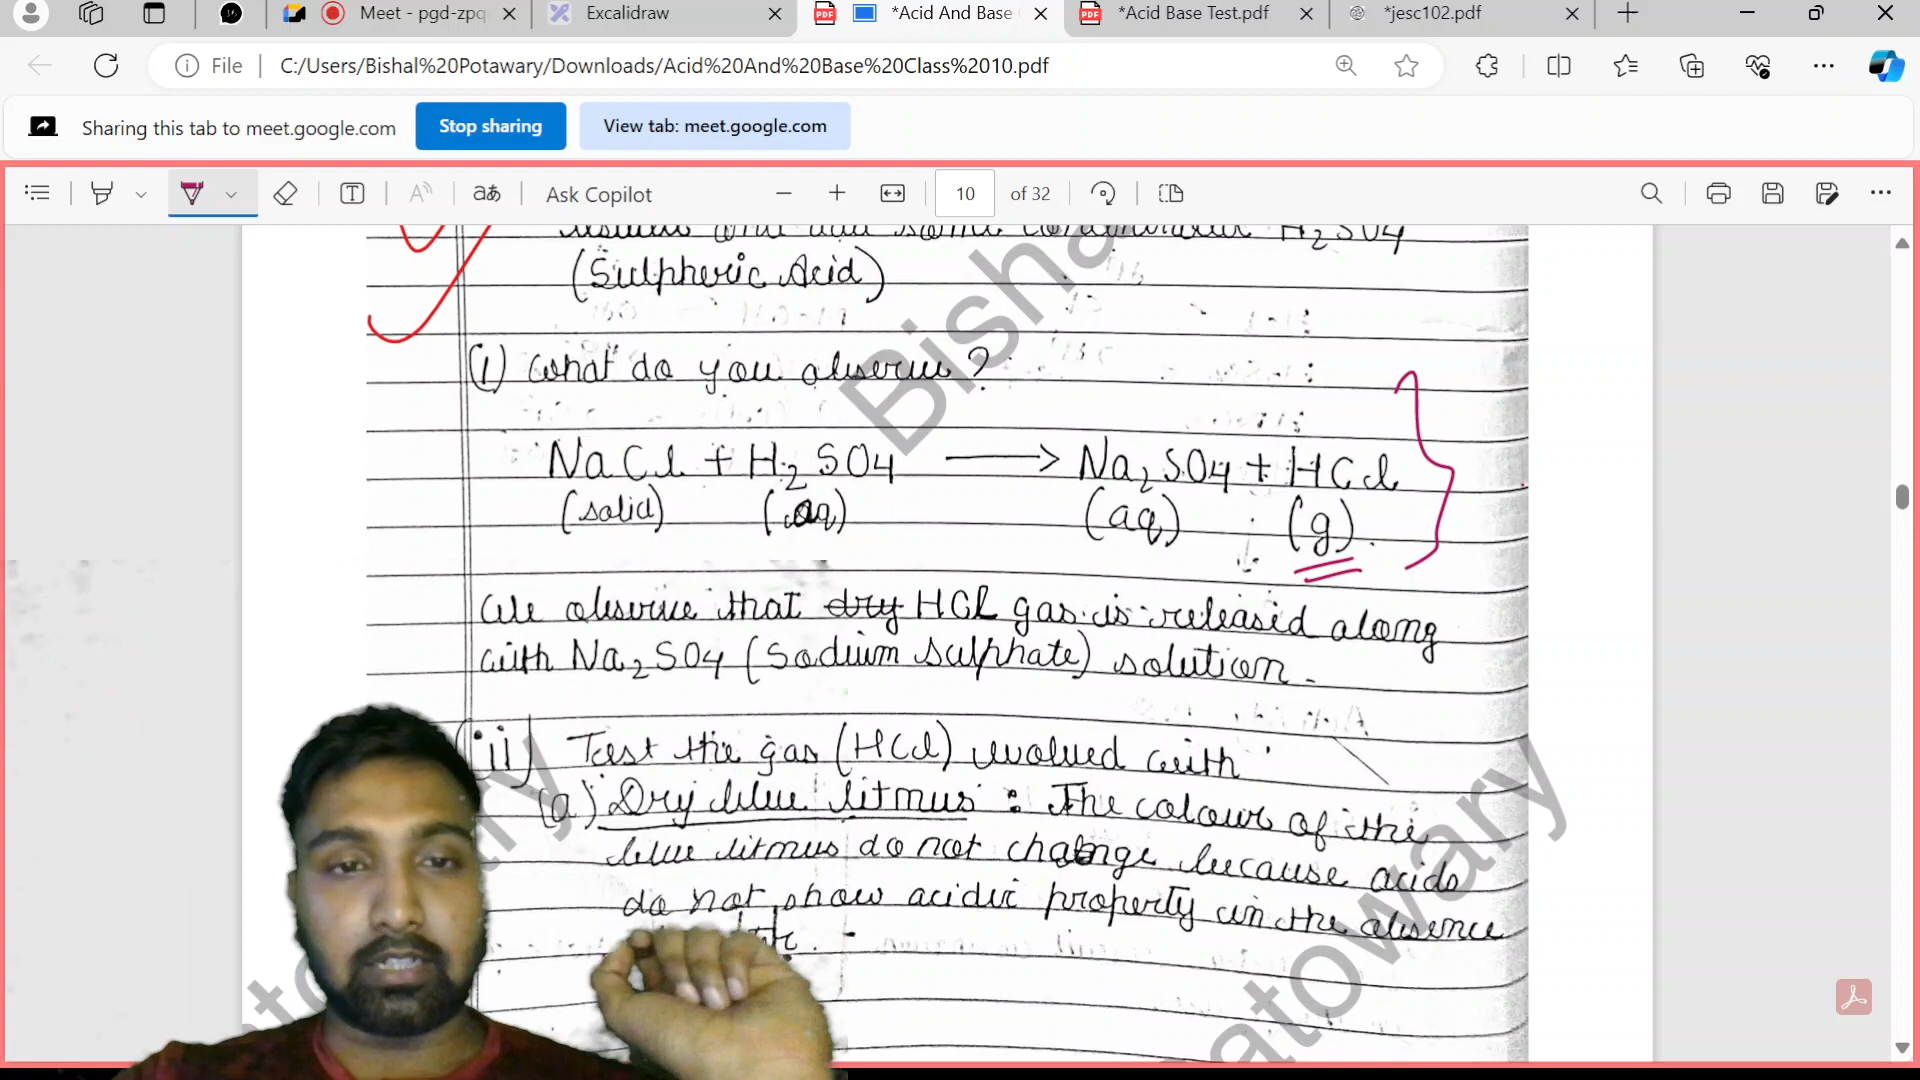 Meet - pgd-zpq
Excalidraw
*Acid And Base
*Acid Base Test.pdf
*jesc102.pdf
File
C:/Users/Bishal%20Potawary/Downloads/Acid%20And%20Base%20Class%2010.pdf
Sharing this tab to meet.google.com
Stop sharing
View tab: meet.google.com
Ask Copilot
10 of 32
H2SO4
(Sulpheric Acid)
(i) What do you observe?
NaCl + H2SO4 ⟶ Na2SO4 + HCl
(solid) (aq) (aq) (g)
We observe that dry HCl gas is released along
with Na2SO4 (Sodium sulphate) solution.
(ii) Test the gas (HCl) evolved with
(a) Dry blue litmus : The colour of the
blue litmus do not change because acids
do not show acidic property in the absence